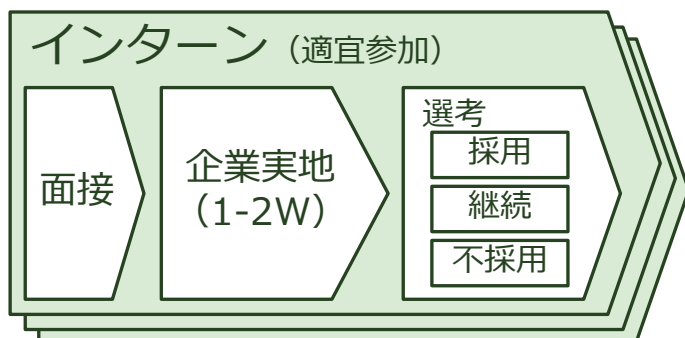 インターン（適宜参加）
面接
企業実地
（1-2W）
選考
採用
継続
不採用